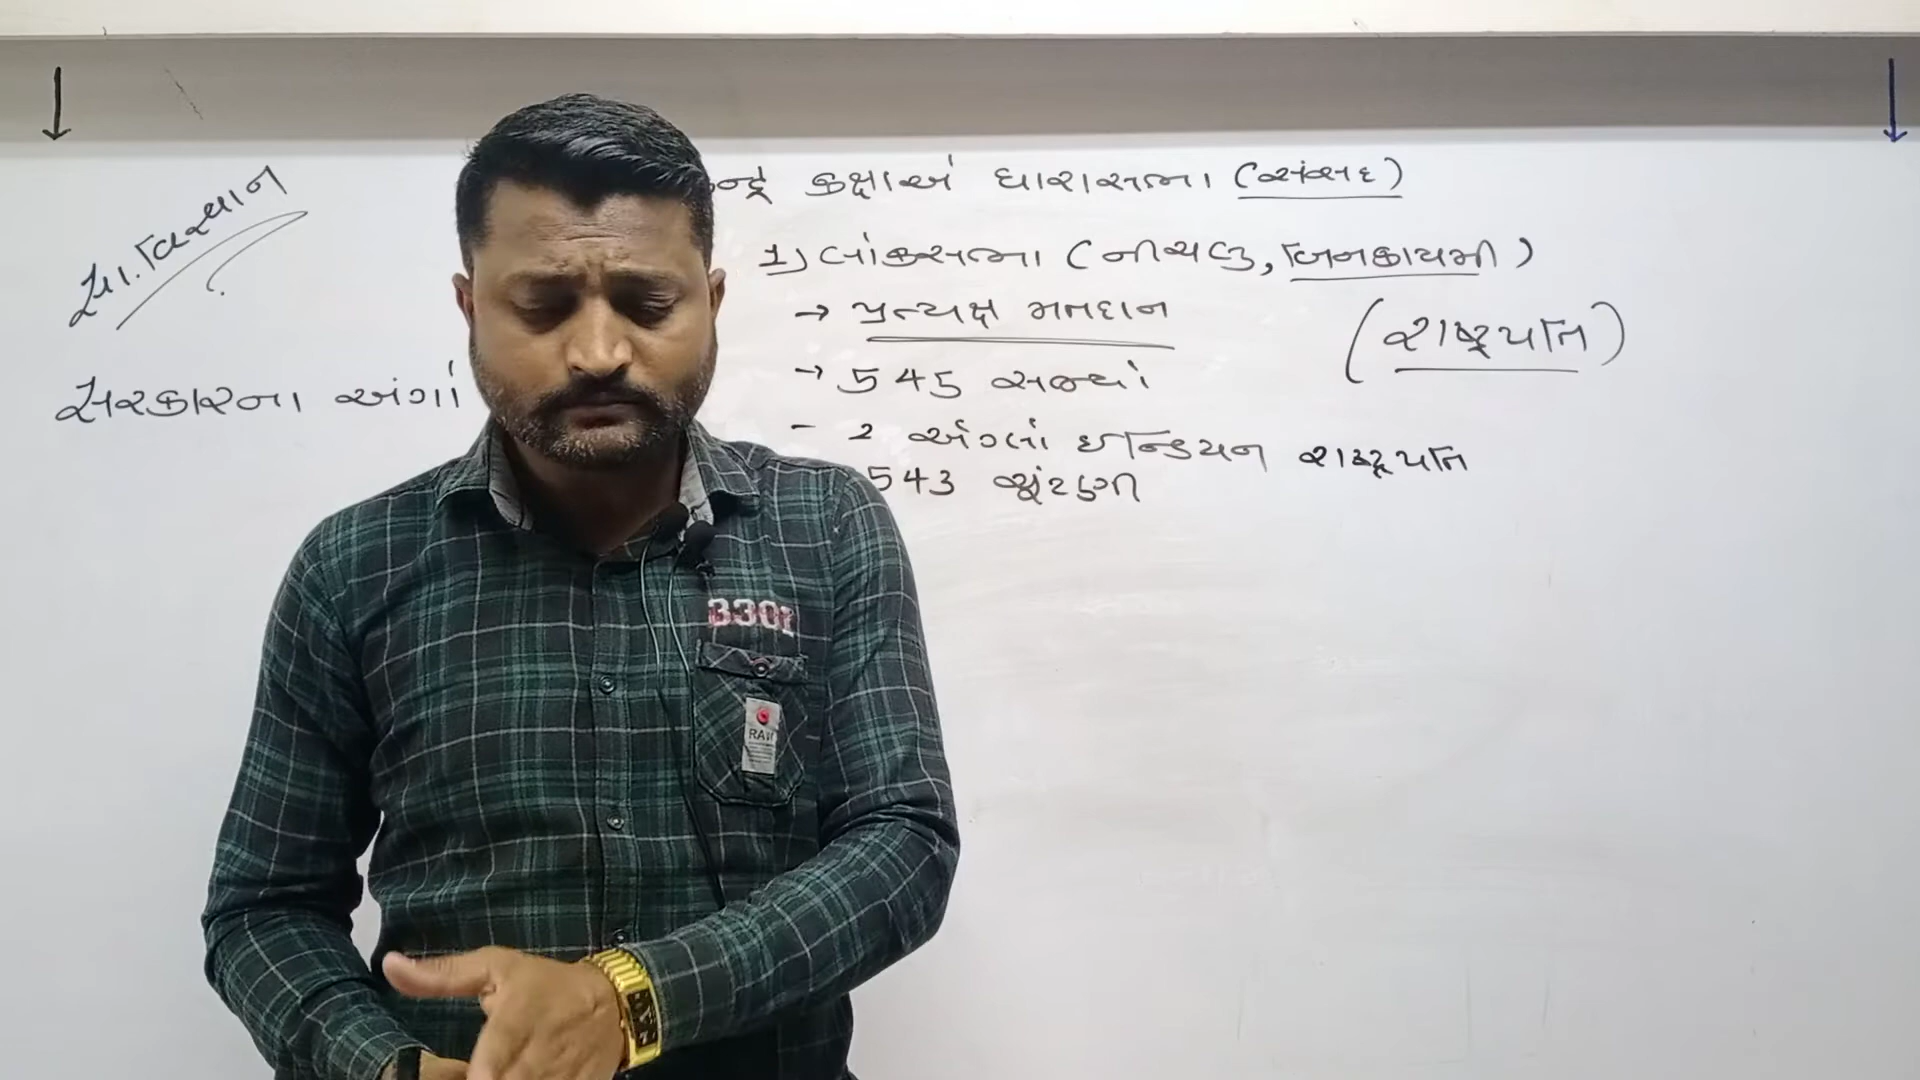 સા. વિજ્ઞાન
સરકારના અંગો
કક્ષાએ ધારાસભા (સંસદ)
1) લોકસભા (નીચલુ, બિનકાયમી)
→ પ્રત્યક્ષ મતદાન
(રાષ્ટ્રપતિ)
→ 545 સભ્યો
- 2 એંગ્લો ઇન્ડિયન રાષ્ટ્રપતિ
543 ચૂંટણી
3301
RAW